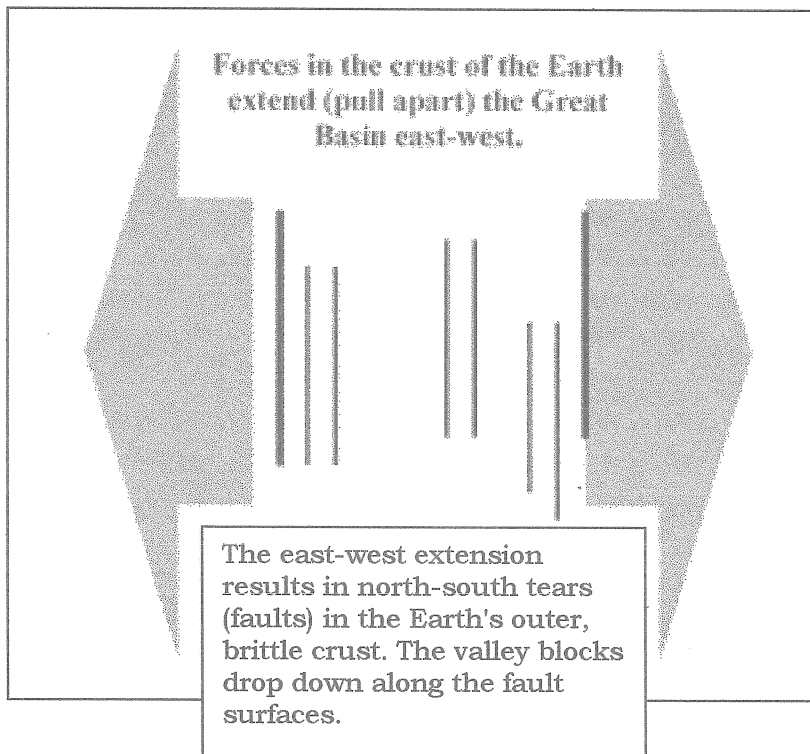 Forces in the crust of the Earth
extend (pull apart) the Great
Basin east-west.
The east-west extension
results in north-south tears
(faults) in the Earth's outer,
brittle crust. The valley blocks
drop down along the fault
surfaces.